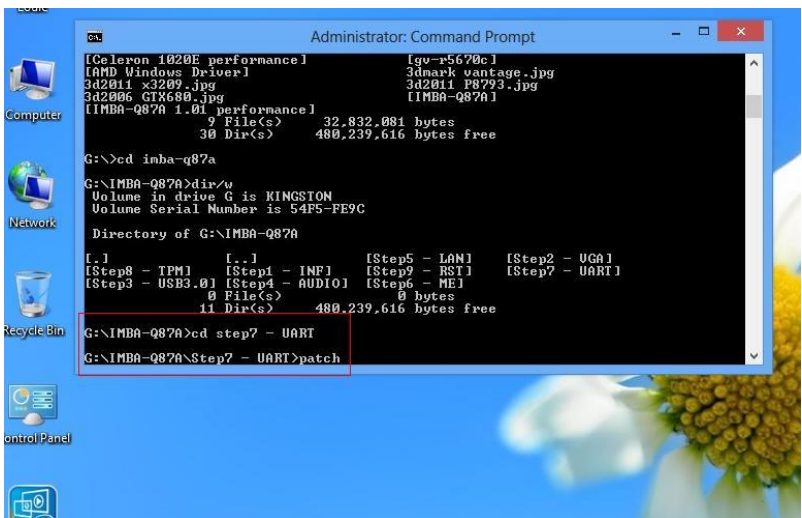 Administrator: Command Prompt
[Celeron 1020E performance] [gv-r5670c]
[AMD Windows Driver] 3dmark vantage.jpg
3d2011 x3209.jpg 3d2011 P8793.jpg
3d2006 GTX680.jpg [IMBA-Q87A]
[IMBA-Q87A 1.01 performance]
9 File(s) 32,832,081 bytes
30 Dir(s) 480,239,616 bytes free
G:\>cd imba-q87a
G:\IMBA-Q87A>dir/w
Volume in drive G is KINGSTON
Volume Serial Number is 54F5-FE9C
Directory of G:\IMBA-Q87A
[.] [..] [Step5 - LAN] [Step2 - VGA]
[Step8 - TPM] [Step1 - INF] [Step9 - RST] [Step7 - UART]
[Step3 - USB3.0] [Step4 - AUDIO] [Step6 - ME]
0 File(s) 0 bytes
11 Dir(s) 480,239,616 bytes free
G:\IMBA-Q87A>cd step7 - UART
G:\IMBA-Q87A\Step7 - UART>patch
Computer
Network
Recycle Bin
ontrol Panel